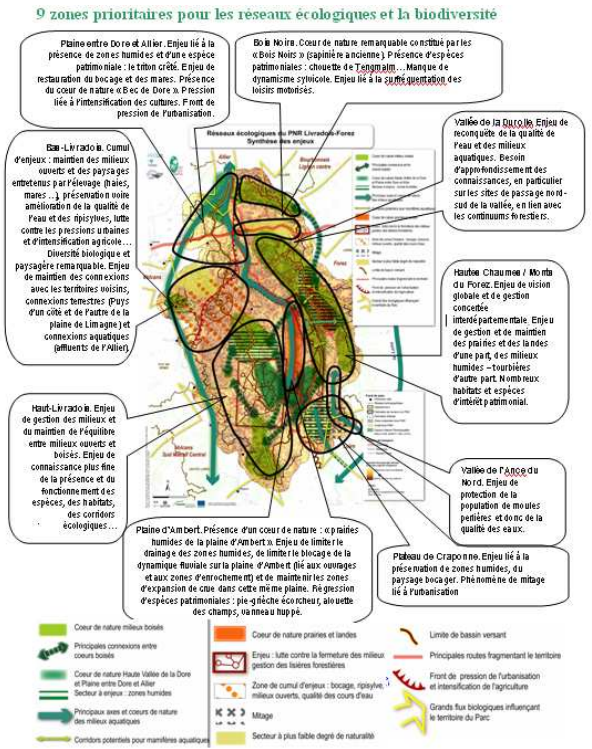 9 zones prioritaires pour les réseaux écologiques et la biodiversité
Plaine entre Dore et Allier. Enjeu lié à la
présence de zones humides et d'une espèce
patrimoniale : le triton crêté. Enjeu de
restauration du bocage et des mares. Présence
du cœur de nature « Bec de Dore ». Pression
liée à l'intensification des cultures. Front de
pression de l'urbanisation.
Bois Noirs. Cœur de nature remarquable constitué par les
« Bois Noirs » (sapinière ancienne). Présence d'espèces
patrimoniales : chouette de Tengmalm… Manque de
dynamisme sylvicole. Enjeu lié à la surfréquentation des
loisirs motorisés.
Réseaux écologiques du PNR Livradois-Forez
Synthèse des enjeux
Vallée de la Durolle. Enjeu de
reconquête de la qualité de
l'eau et des milieux
aquatiques. Besoin
d'approfondissement des
connaissances, en particulier
sur les sites de passage nord-
sud de la vallée, en lien avec
les continuums forestiers.
Bas-Livradois. Cumul
d'enjeux : maintien des milieux
ouverts et des paysages
entretenus par l'élevage (haies,
mares …), préservation voire
amélioration de la qualité de
l'eau et des ripisylves, lutte
contre les pressions urbaines
et d'intensification agricole…
Diversité biologique et
paysagère remarquable. Enjeu
de maintien des connexions
avec les territoires voisins,
connexions terrestres (Puys
d'un côté et de l'autre de la
plaine de Limagne) et
connexions aquatiques
(affluents de l'Allier).
Allier
Forez
Volcans
Sud Massif Central
Hautes Chaumes / Monts
du Forez. Enjeu de vision
globale et de gestion
concertée
interdépartementale. Enjeu
de gestion et de maintien
des prairies et des landes
d'une part, des milieux
humides – tourbières
d'autre part. Nombreux
habitats et espèces
d'intérêt patrimonial.
Haut-Livradois. Enjeu
de gestion des milieux et
du maintien de l'équilibre
entre milieux ouverts et
boisés. Enjeu de
connaissance plus fine
de la présence et du
fonctionnement des
espèces, des habitats,
des corridors
écologiques…
Vallée de l'Ance du
Nord. Enjeu de
protection de la
population de moules
perlières et donc de la
qualité des eaux.
Plaine d'Ambert. Présence d'un cœur de nature : « prairies
humides de la plaine d'Ambert ». Enjeu de limiter le
drainage des zones humides, de limiter le blocage de la
dynamique fluviale sur la plaine d'Ambert (lié aux ouvrages
et aux zones d'enrochement) et de maintenir les zones
d'expansion de crue dans cette même plaine. Régression
d'espèces patrimoniales : pie-grièche écorcheur, alouette
des champs, vanneau huppé.
Plateau de Craponne. Enjeu lié à la
préservation de zones humides, du
paysage bocager. Phénomène de mitage
lié à l'urbanisation
Coeur de nature milieux boisés
Principales connexions entre
coeurs boisés
Coeur de nature Haute Vallée de la Dore
et Plaine entre Dore et Allier
Secteur à enjeu : zones humides
Principaux axes et coeurs de nature
des milieux aquatiques
Corridors potentiels pour mamifères aquatiques
Coeur de nature prairies et landes
Enjeu : lutte contre la fermeture des milieux
gestion des lisières forestières
Zone de cumul d'enjeu : bocage, ripisylve,
milieux ouverts, qualité des cours d'eau
Mitage
Secteur à plus faible degré de naturalité
Limite de bassin versant
Principales routes fragmentant le territoire
Front de pression de l'urbanisation
et intensification de l'agriculture
Grands flux biologiques influençant
le territoire du Parc